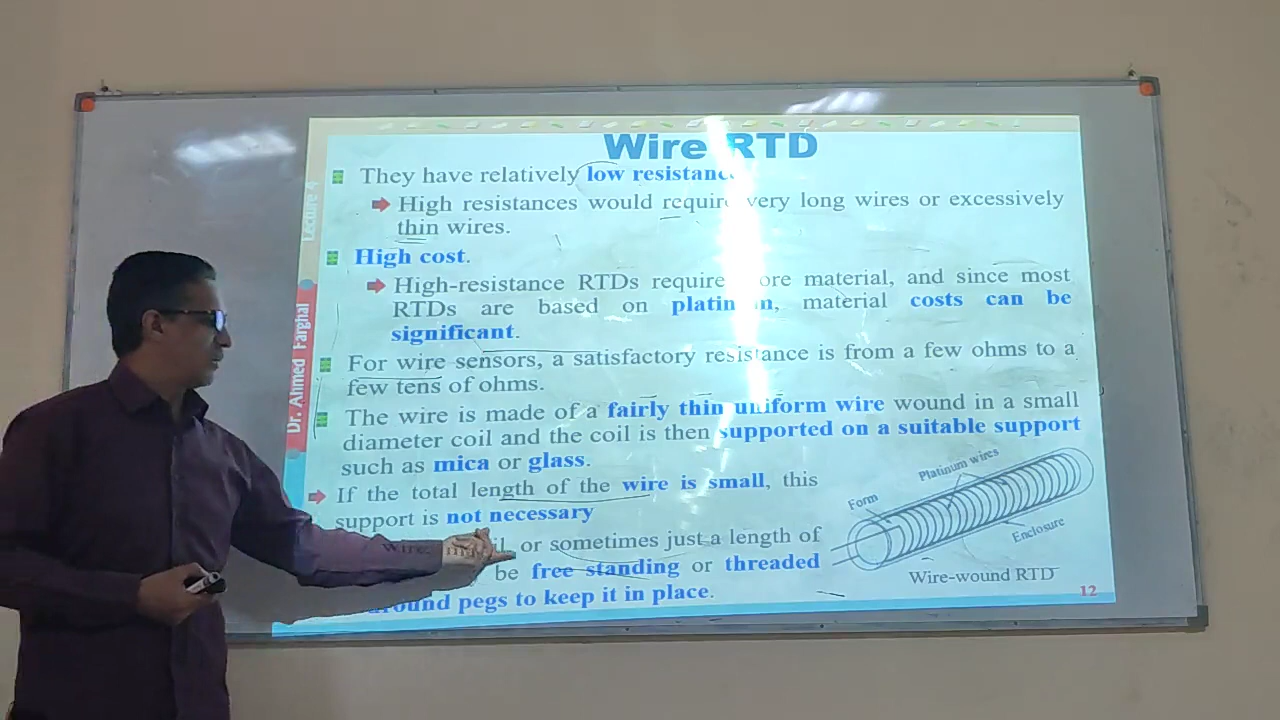 Wire RTD
They have relatively low resistance
High resistances would require very long wires or excessively
thin wires.
High cost.
High-resistance RTDs require more material, and since most
RTDs are based on platinum, material costs can be
significant.
For wire sensors, a satisfactory resistance is from a few ohms to a
few tens of ohms.
The wire is made of a fairly thin uniform wire wound in a small
diameter coil and the coil is then supported on a suitable support
such as mica or glass.
If the total length of the wire is small, this
support is not necessary
or sometimes just a length of
be free standing or threaded
around pegs to keep it in place.
Platinum wires
Form
Enclosure
Wire-wound RTD
12
Lecture 4
Dr. Ahmed Farghal